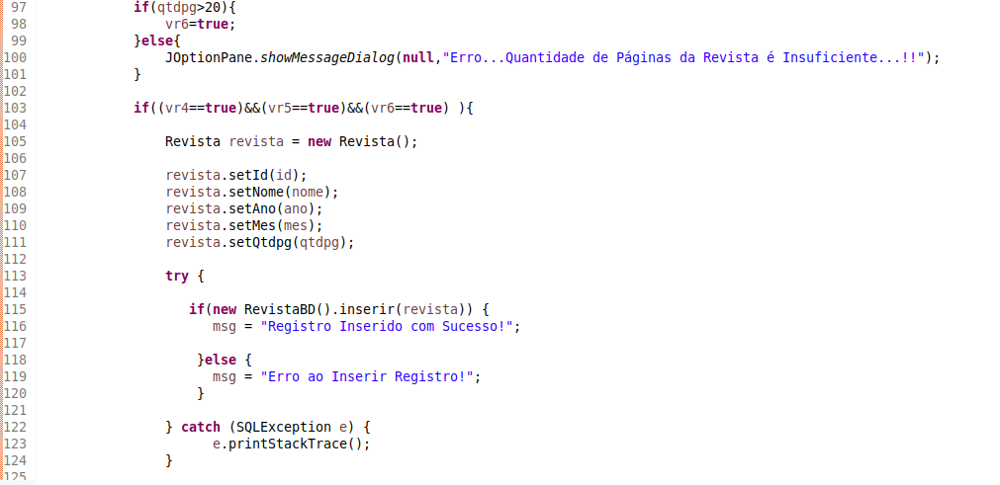 97 if(qtdpg>20){
98 vr6=true;
99 }else{
100 JOptionPane.showMessageDialog(null,"Erro...Quantidade de Páginas da Revista é Insuficiente...!!");
101 }
102
103 if((vr4==true)&&(vr5==true)&&(vr6==true) ){
104
105 Revista revista = new Revista();
106
107 revista.setId(id);
108 revista.setNome(nome);
109 revista.setAno(ano);
110 revista.setMes(mes);
111 revista.setQtdpg(qtdpg);
112
113 try {
114
115 if(new RevistaBD().inserir(revista)) {
116 msg = "Registro Inserido com Sucesso!";
117
118 }else {
119 msg = "Erro ao Inserir Registro!";
120 }
121
122 } catch (SQLException e) {
123 e.printStackTrace();
124 }
125